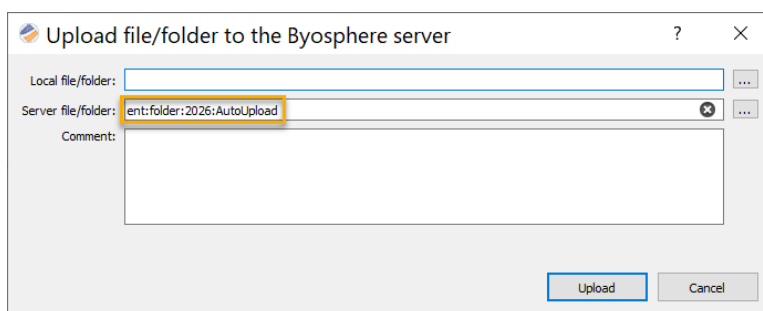 Upload file/folder to the Byosphere server
Local file/folder:
...
Server file/folder: ent:folder:2026:AutoUpload
...
Comment:
Upload Cancel